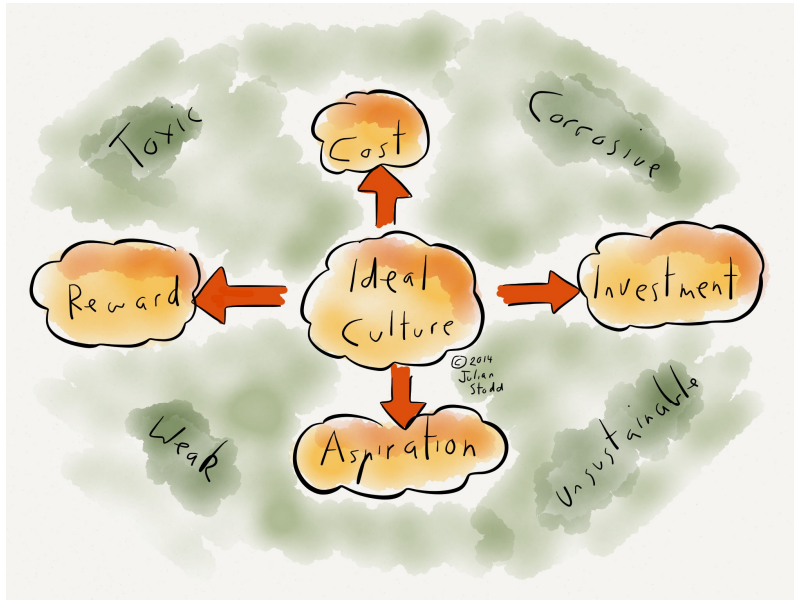 Toxic
Corrosive
Cost
Reward
Ideal
Culture
Investment
© 2014
Julian
Stodd
Aspiration
Weak
Unsustainable